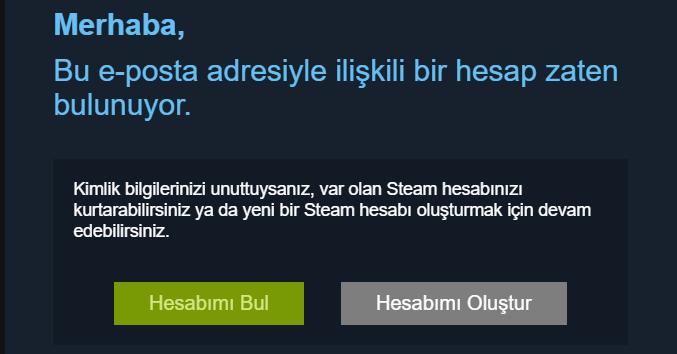 Merhaba,
Bu e-posta adresiyle ilişkili bir hesap zaten
bulunuyor.
Kimlik bilgilerinizi unuttuysanız, var olan Steam hesabınızı
kurtarabilirsiniz ya da yeni bir Steam hesabı oluşturmak için devam
edebilirsiniz.
Hesabımı Bul
Hesabımı Oluştur